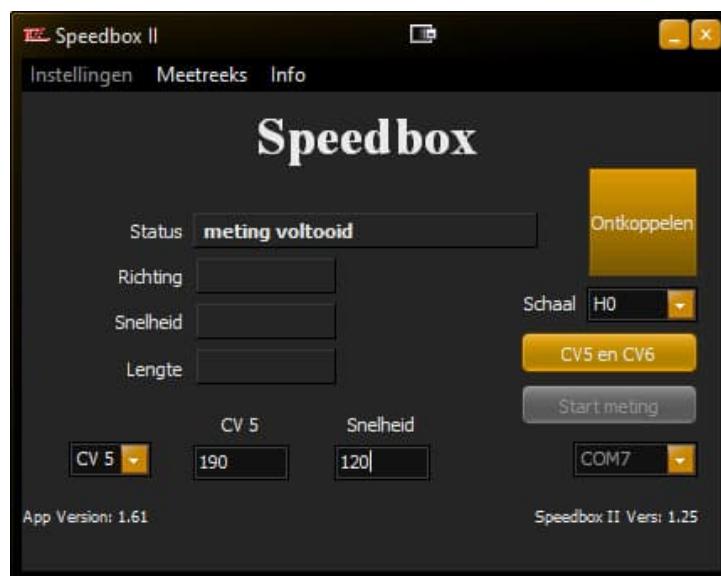 Speedbox II
Instellingen Meetreeks Info
Speedbox
Ontkoppelen
Status meting voltooid
Richting
Schaal H0
Snelheid
CV5 en CV6
Lengte
Start meting
CV 5 Snelheid
CV 5 190 120 COM7
App Version: 1.61 Speedbox II Vers: 1.25